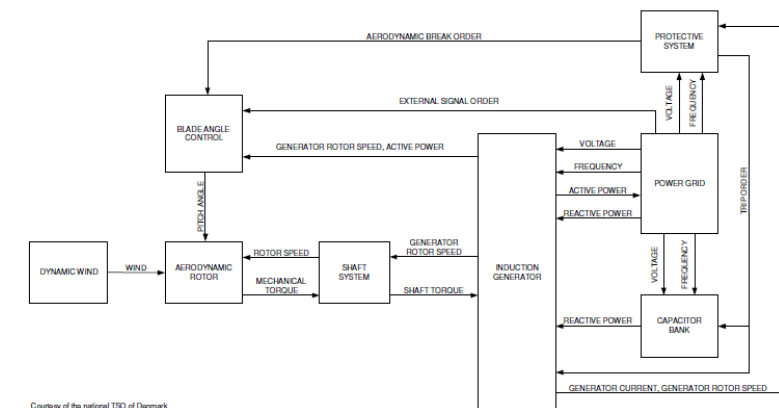 AERODYNAMIC BREAK ORDER
PROTECTIVE
SYSTEM
VOLTAGE
FREQUENCY
EXTERNAL SIGNAL ORDER
BLADE ANGLE
CONTROL
GENERATOR ROTOR SPEED, ACTIVE POWER
VOLTAGE
FREQUENCY
ACTIVE POWER
REACTIVE POWER
POWER GRID
TRIP ORDER
PITCH ANGLE
DYNAMIC WIND
WIND
AERODYNAMIC
ROTOR
ROTOR SPEED
MECHANICAL
TORQUE
SHAFT
SYSTEM
GENERATOR
ROTOR SPEED
SHAFT TORQUE
INDUCTION
GENERATOR
VOLTAGE
FREQUENCY
REACTIVE POWER
CAPACITOR
BANK
GENERATOR CURRENT, GENERATOR ROTOR SPEED
Courtesy of the national TSO of Denmark